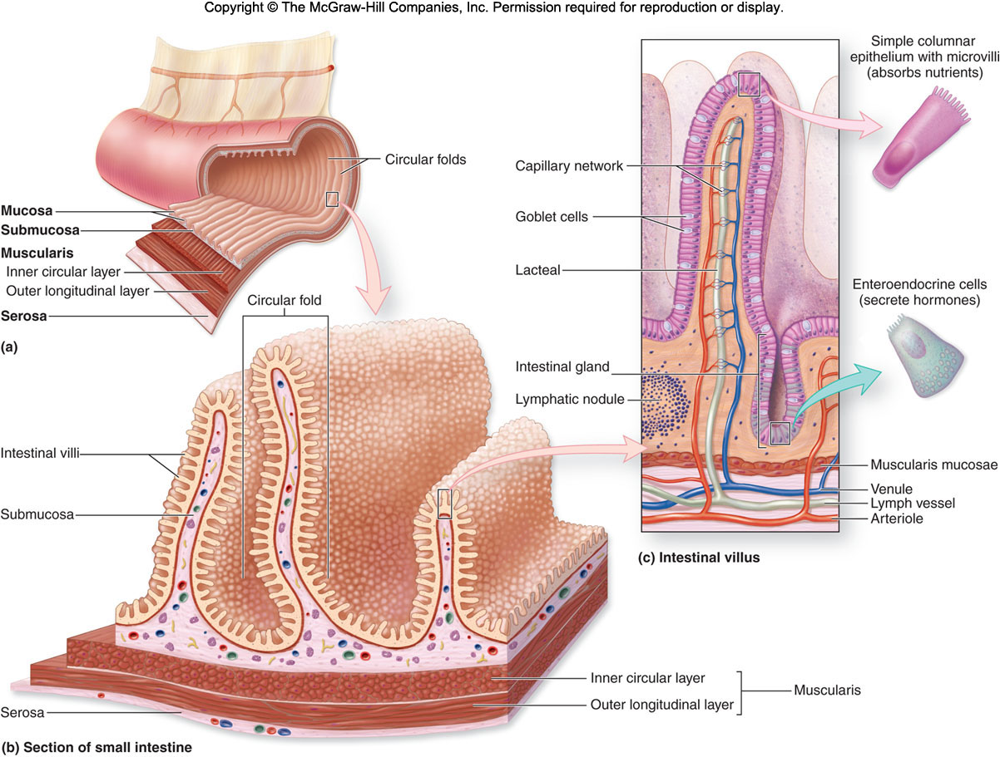 Copyright © The McGraw-Hill Companies, Inc. Permission required for reproduction or display.
Circular folds
Mucosa
Submucosa
Muscularis
Inner circular layer
Outer longitudinal layer
Serosa
(a)
Circular fold
Intestinal villi
Submucosa
Serosa
Inner circular layer
Outer longitudinal layer
Muscularis
(b) Section of small intestine
Simple columnar
epithelium with microvilli
(absorbs nutrients)
Capillary network
Goblet cells
Lacteal
Enteroendocrine cells
(secrete hormones)
Intestinal gland
Lymphatic nodule
Muscularis mucosae
Venule
Lymph vessel
Arteriole
(c) Intestinal villus